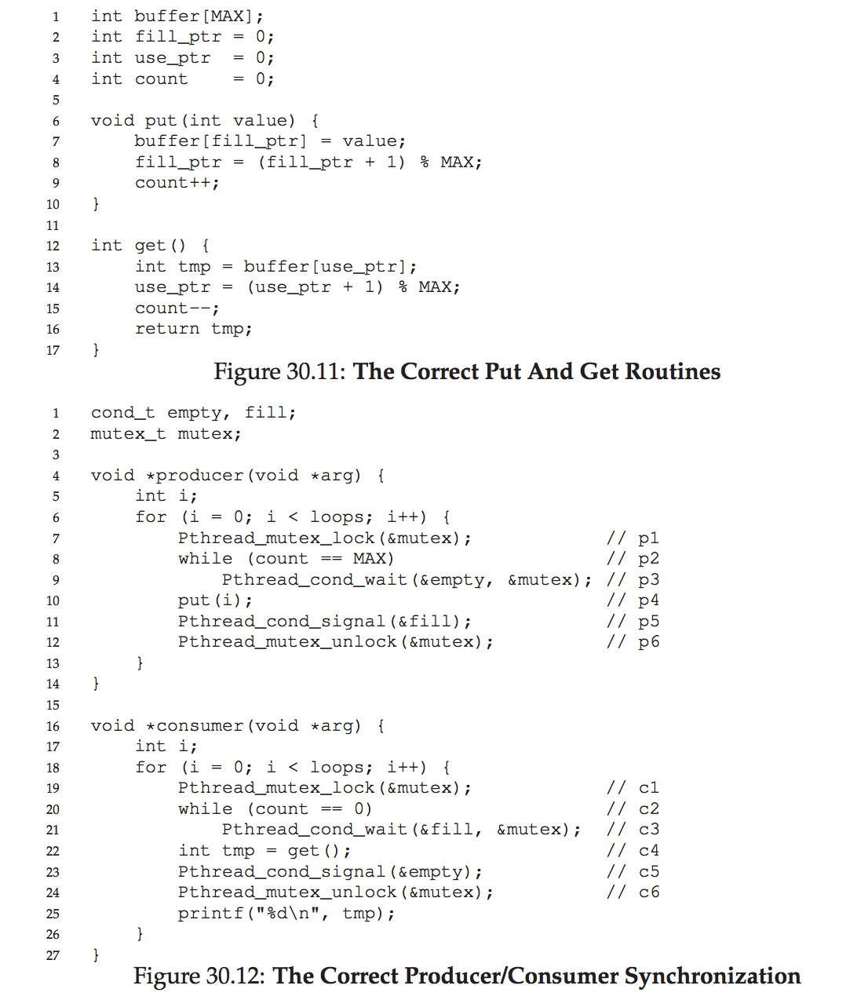 1 int buffer[MAX];
2 int fill_ptr = 0;
3 int use_ptr  = 0;
4 int count    = 0;
5
6 void put(int value) {
7     buffer[fill_ptr] = value;
8     fill_ptr = (fill_ptr + 1) % MAX;
9     count++;
10 }
11
12 int get() {
13     int tmp = buffer[use_ptr];
14     use_ptr = (use_ptr + 1) % MAX;
15     count--;
16     return tmp;
17 }
Figure 30.11: The Correct Put And Get Routines
1 cond_t empty, fill;
2 mutex_t mutex;
3
4 void *producer(void *arg) {
5     int i;
6     for (i = 0; i < loops; i++) {
7         Pthread_mutex_lock(&mutex);            // p1
8         while (count == MAX)                   // p2
9             Pthread_cond_wait(&empty, &mutex); // p3
10         put(i);                                // p4
11         Pthread_cond_signal(&fill);            // p5
12         Pthread_mutex_unlock(&mutex);          // p6
13     }
14 }
15
16 void *consumer(void *arg) {
17     int i;
18     for (i = 0; i < loops; i++) {
19         Pthread_mutex_lock(&mutex);            // c1
20         while (count == 0)                     // c2
21             Pthread_cond_wait(&fill, &mutex);  // c3
22         int tmp = get();                       // c4
23         Pthread_cond_signal(&empty);           // c5
24         Pthread_mutex_unlock(&mutex);          // c6
25         printf("%d\n", tmp);
26     }
27 }
Figure 30.12: The Correct Producer/Consumer Synchronization